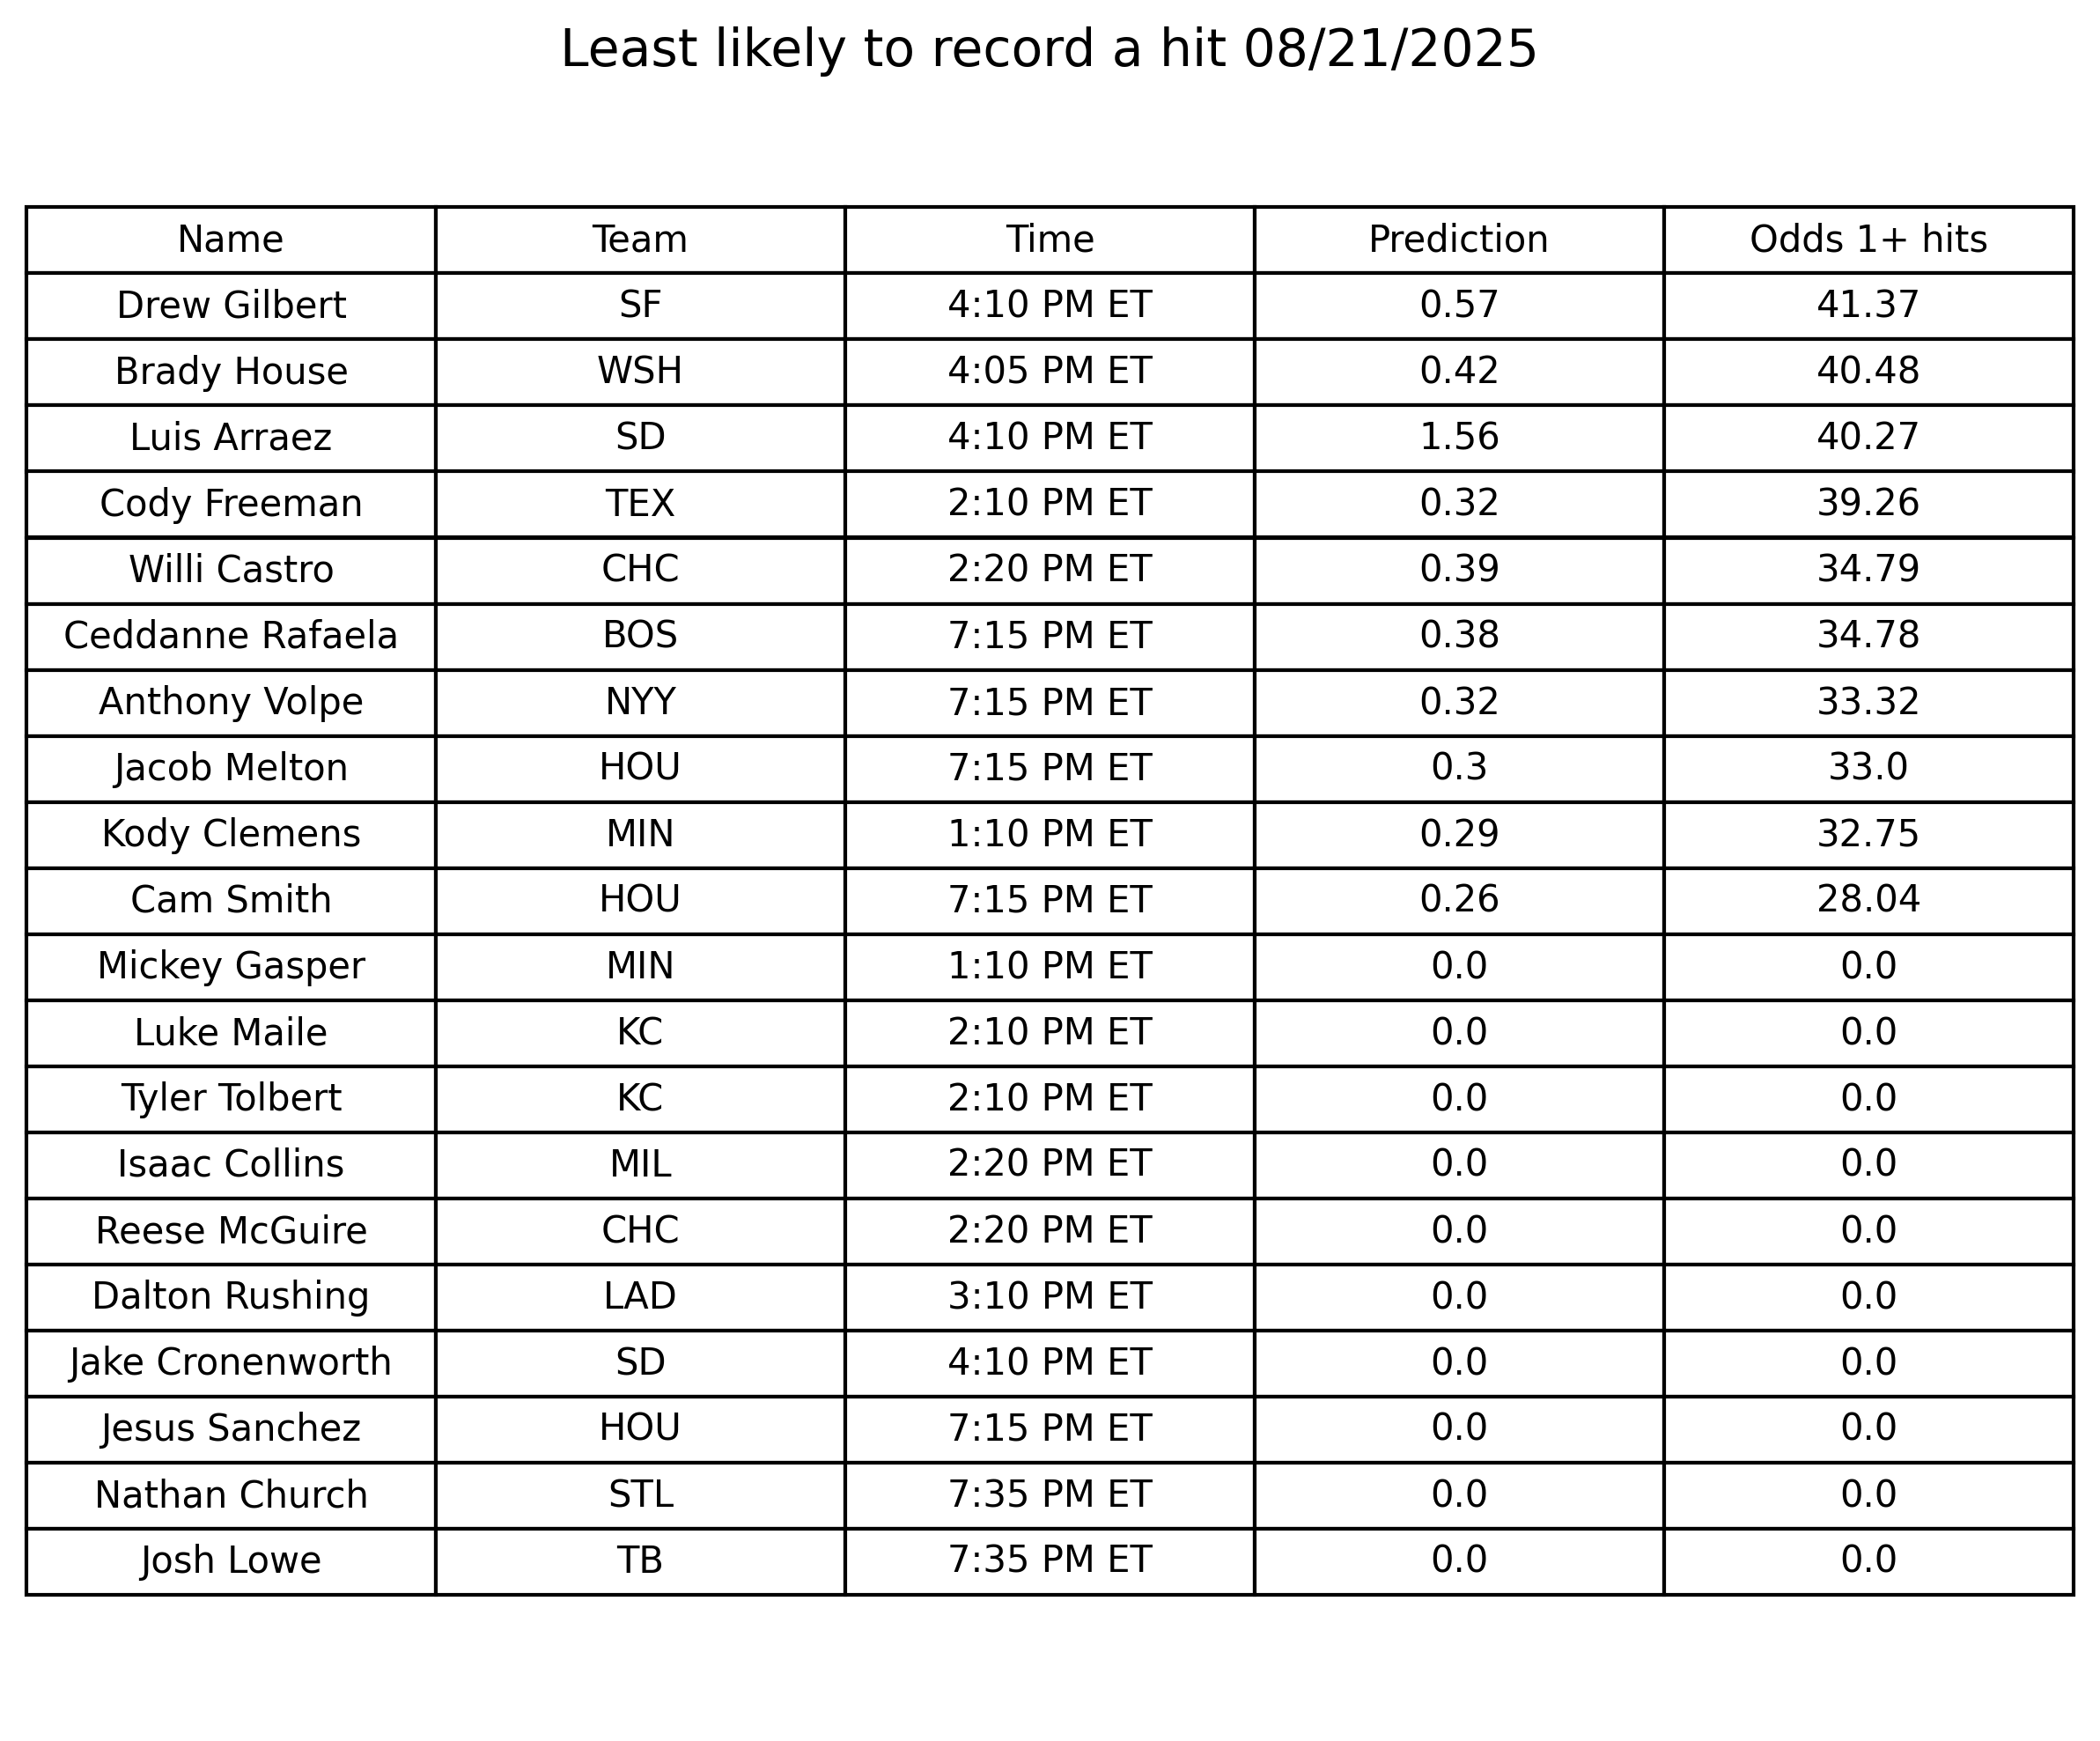 Least likely to record a hit 08/21/2025
Name Team Time Prediction Odds 1+ hits
Drew Gilbert SF 4:10 PM ET 0.57 41.37
Brady House WSH 4:05 PM ET 0.42 40.48
Luis Arraez SD 4:10 PM ET 1.56 40.27
Cody Freeman TEX 2:10 PM ET 0.32 39.26
Willi Castro CHC 2:20 PM ET 0.39 34.79
Ceddanne Rafaela BOS 7:15 PM ET 0.38 34.78
Anthony Volpe NYY 7:15 PM ET 0.32 33.32
Jacob Melton HOU 7:15 PM ET 0.3 33.0
Kody Clemens MIN 1:10 PM ET 0.29 32.75
Cam Smith HOU 7:15 PM ET 0.26 28.04
Mickey Gasper MIN 1:10 PM ET 0.0 0.0
Luke Maile KC 2:10 PM ET 0.0 0.0
Tyler Tolbert KC 2:10 PM ET 0.0 0.0
Isaac Collins MIL 2:20 PM ET 0.0 0.0
Reese McGuire CHC 2:20 PM ET 0.0 0.0
Dalton Rushing LAD 3:10 PM ET 0.0 0.0
Jake Cronenworth SD 4:10 PM ET 0.0 0.0
Jesus Sanchez HOU 7:15 PM ET 0.0 0.0
Nathan Church STL 7:35 PM ET 0.0 0.0
Josh Lowe TB 7:35 PM ET 0.0 0.0